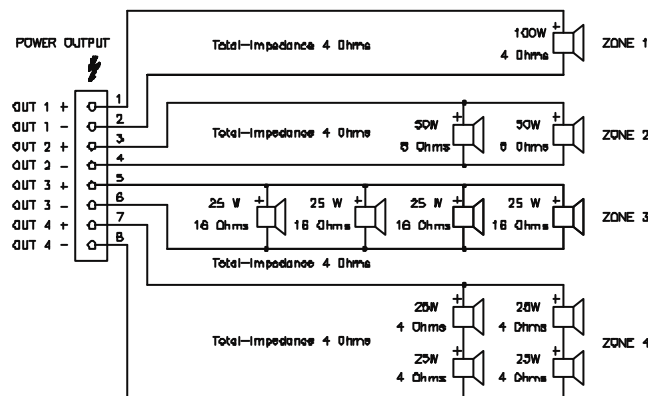 POWER OUTPUT
OUT 1 +
OUT 1 -
OUT 2 +
OUT 2 -
OUT 3 +
OUT 3 -
OUT 4 +
OUT 4 -
1
2
3
4
5
6
7
8
Total-Impedance 4 Ohms
100W
4 Ohms
ZONE 1
Total-Impedance 4 Ohms
50W
8 Ohms
50W
8 Ohms
ZONE 2
25 W
16 Ohms
25 W
16 Ohms
25 W
16 Ohms
25 W
16 Ohms
ZONE 3
Total-Impedance 4 Ohms
25W
4 Ohms
25W
4 Ohms
Total-Impedance 4 Ohms
25W
4 Ohms
25W
4 Ohms
ZONE 4